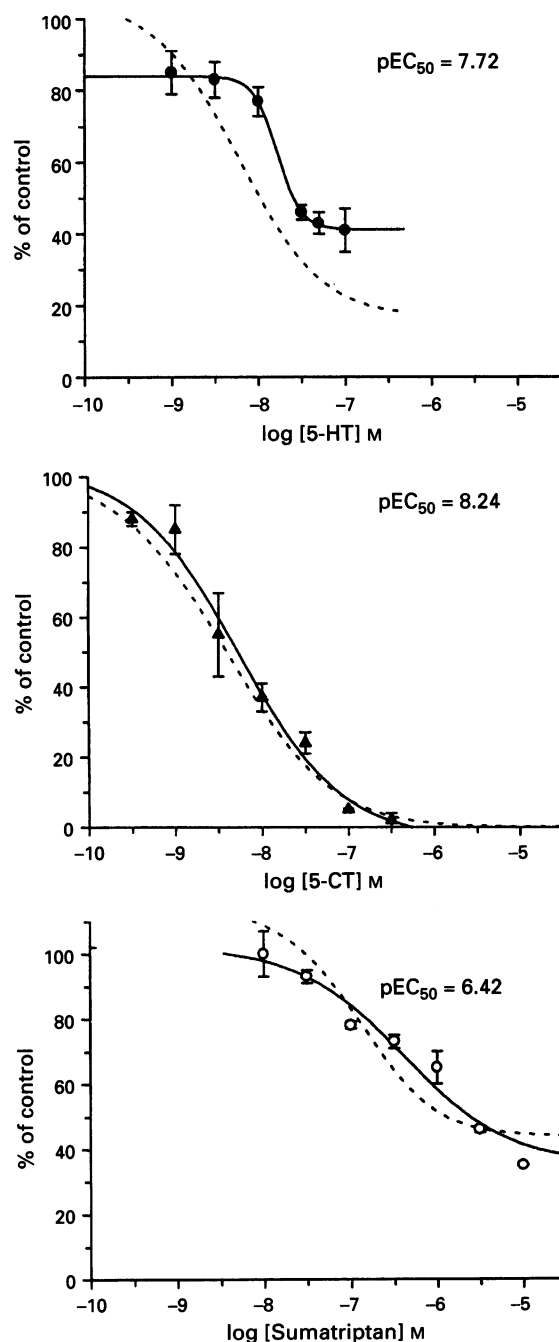 100
80
60
40
20
0
% of control
pEC₅₀ = 7.72
–10 –9 –8 –7 –6 –5
log [5-HT] M
100
80
60
40
20
0
% of control
pEC₅₀ = 8.24
–10 –9 –8 –7 –6 –5
log [5-CT] M
100
80
60
40
20
0
% of control
pEC₅₀ = 6.42
–10 –9 –8 –7 –6 –5
log [Sumatriptan] M